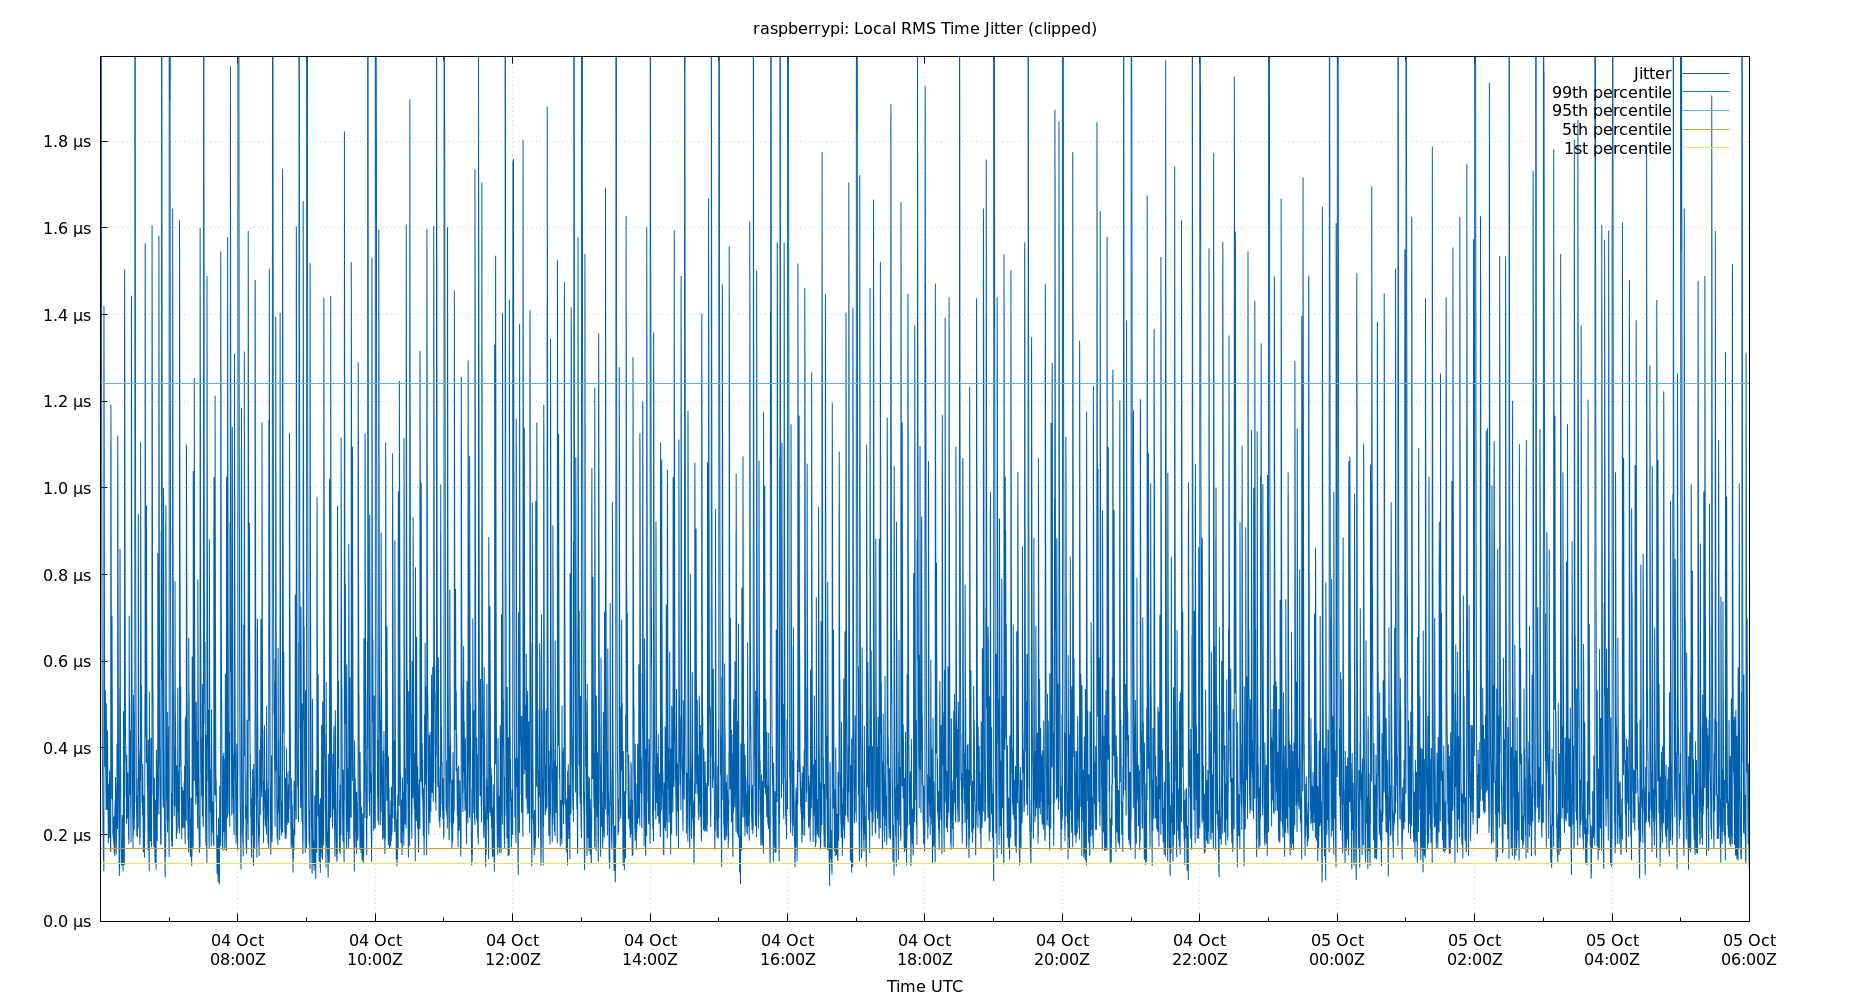 raspberrypi: Local RMS Time Jitter (clipped)
Jitter
99th percentile
95th percentile
5th percentile
1st percentile
1.8 µs
1.6 µs
1.4 µs
1.2 µs
1.0 µs
0.8 µs
0.6 µs
0.4 µs
0.2 µs
0.0 µs
04 Oct 04 Oct 04 Oct 04 Oct 04 Oct 04 Oct 04 Oct 04 Oct 05 Oct 05 Oct 05 Oct 05 Oct
08:00Z 10:00Z 12:00Z 14:00Z 16:00Z 18:00Z 20:00Z 22:00Z 00:00Z 02:00Z 04:00Z 06:00Z
Time UTC